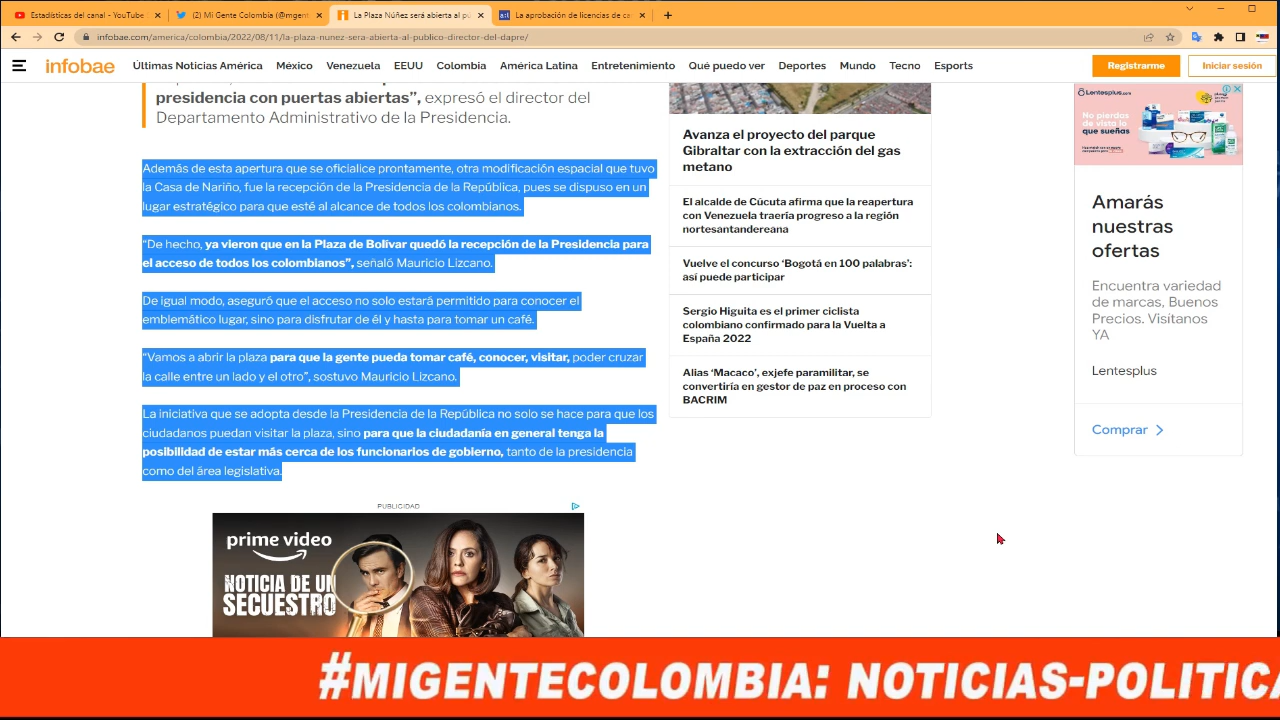 Estadísticas del canal - YouTube
(2) Mi Gente Colombia (@mgent
La Plaza Núñez será abierta al pu
a:l
La aprobación de licencias de ca
infobae.com/america/colombia/2022/08/11/la-plaza-nunez-sera-abierta-al-publico-director-del-dapre/
infobae
Últimas Noticias América
México
Venezuela
EEUU
Colombia
América Latina
Entretenimiento
Qué puedo ver
Deportes
Tecno
Esports
Registrarme
Iniciar sesión
presidencia con puertas abiertas”, expresó el director del
Departamento Administrativo de la Presidencia.
Además de esta apertura que se oficialice prontamente, otra modificación espacial que tuvo
la Casa de Nariño, fue la recepción de la Presidencia de la República, pues se dispuso en un
lugar estratégico para que esté al alcance de todos los colombianos.
“De hecho, ya vieron que en la Plaza de Bolívar quedó la recepción de la Presidencia para
el acceso de todos los colombianos”, señaló Mauricio Lizcano.
De igual modo, aseguró que el acceso no solo estará permitido para conocer el
emblemático lugar, sino para disfrutar de él y hasta para tomar un café.
“Vamos a abrir la plaza para que la gente pueda tomar café, conocer, visitar, poder cruzar
la calle entre un lado y el otro”, sostuvo Mauricio Lizcano.
La iniciativa que se adopta desde la Presidencia de la República no solo se hace para que los
ciudadanos puedan visitar la plaza, sino para que la ciudadanía en general tenga la
posibilidad de estar más cerca de los funcionarios de gobierno, tanto de la presidencia
como del área legislativa.
PUBLICIDAD
prime video
NOTICIA DE UN
SECUESTRO
Avanza el proyecto del parque
Gibraltar con la extracción del gas
metano
El alcalde de Cúcuta afirma que la reapertura
con Venezuela traería progreso a la región
nortesantandereana
Vuelve el concurso ‘Bogotá en 100 palabras’:
así puede participar
Sergio Higuita es el primer ciclista
colombiano confirmado para la Vuelta a
España 2022
Alias ‘Macaco’, exjefe paramilitar, se
convertiría en gestor de paz en proceso con
BACRIM
Lentesplus.com
No pierdas
de vista lo
que sueñas
Amarás
nuestras
ofertas
Encuentra variedad
de marcas, Buenos
Precios. Visítanos
YA
Lentesplus
Comprar
#MIGENTECOLOMBIA: NOTICIAS-POLITICA